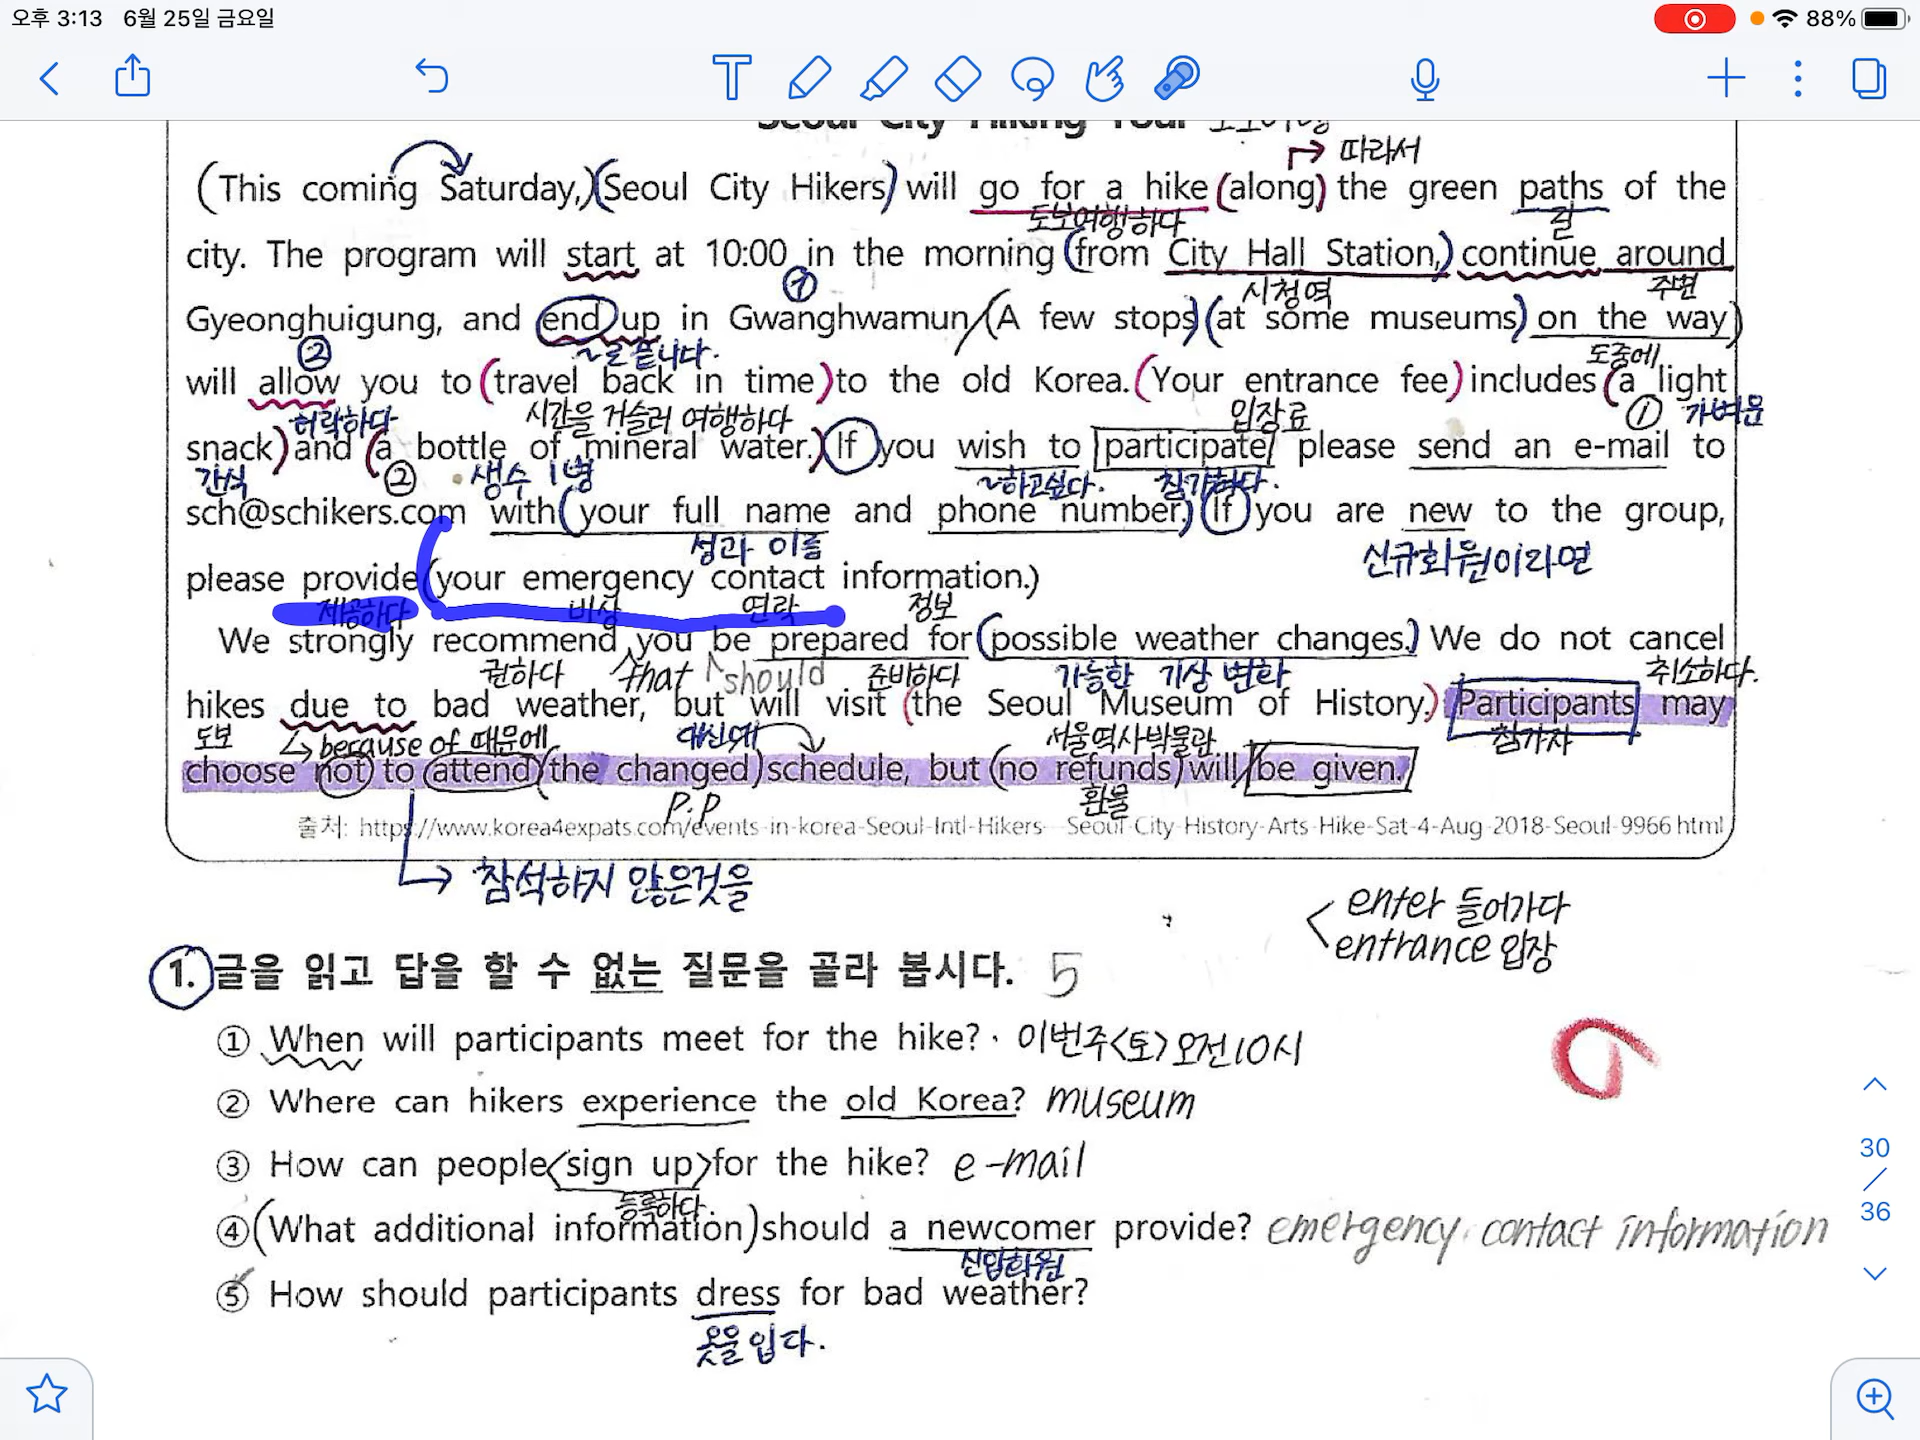 오후 3:13 6월 25일 금요일 88%
Seoul City Hiking Tour
따라서
(This coming Saturday,)(Seoul City Hikers) will go for a hike (along) the green paths of the
도보여행하다 길
city. The program will start at 10:00 in the morning (from City Hall Station,) continue around
① 시청역 주변
Gyeonghuigung, and end up in Gwanghwamun/(A few stops)(at some museums) on the way)
② ~로 끝나다. 도중에
will allow you to (travel back in time) to the old Korea. (Your entrance fee) includes (a light
허락하다 시간을 거슬러 여행하다 입장료 ① 가벼운
snack) and (a bottle of mineral water.) If you wish to participate, please send an e-mail to
간식 ② 생수 1병 ~하고싶다. 참가하다.
sch@schikers.com with (your full name and phone number.) If you are new to the group,
성과 이름 신규회원이라면
please provide (your emergency contact information.)
제공하다 비상 연락 정보
We strongly recommend you be prepared for (possible weather changes.) We do not cancel
권하다 that should 준비하다 가능한 기상 변화 취소하다.
hikes due to bad weather, but will visit (the Seoul Museum of History.) Participants may
도보 because of 때문에 대신에 서울역사박물관 참가자
choose not to attend (the changed) schedule, but (no refunds) will be given.
p.p 환불
출처: https://www.korea4expats.com/events-in-korea-Seoul-Intl-Hikers- Seoul-City-History-Arts-Hike-Sat-4-Aug-2018-Seoul-9966 html
참석하지 않은것을
enter 들어가다
entrance 입장
1. 글을 읽고 답을 할 수 없는 질문을 골라 봅시다. 5
① When will participants meet for the hike? 이번주<토> 오전10시
② Where can hikers experience the old Korea? museum
③ How can people <sign up> for the hike? e-mail
등록하다.
④ (What additional information) should a newcomer provide? emergency contact information
신입회원
⑤ How should participants dress for bad weather?
옷을 입다.
30
/
36